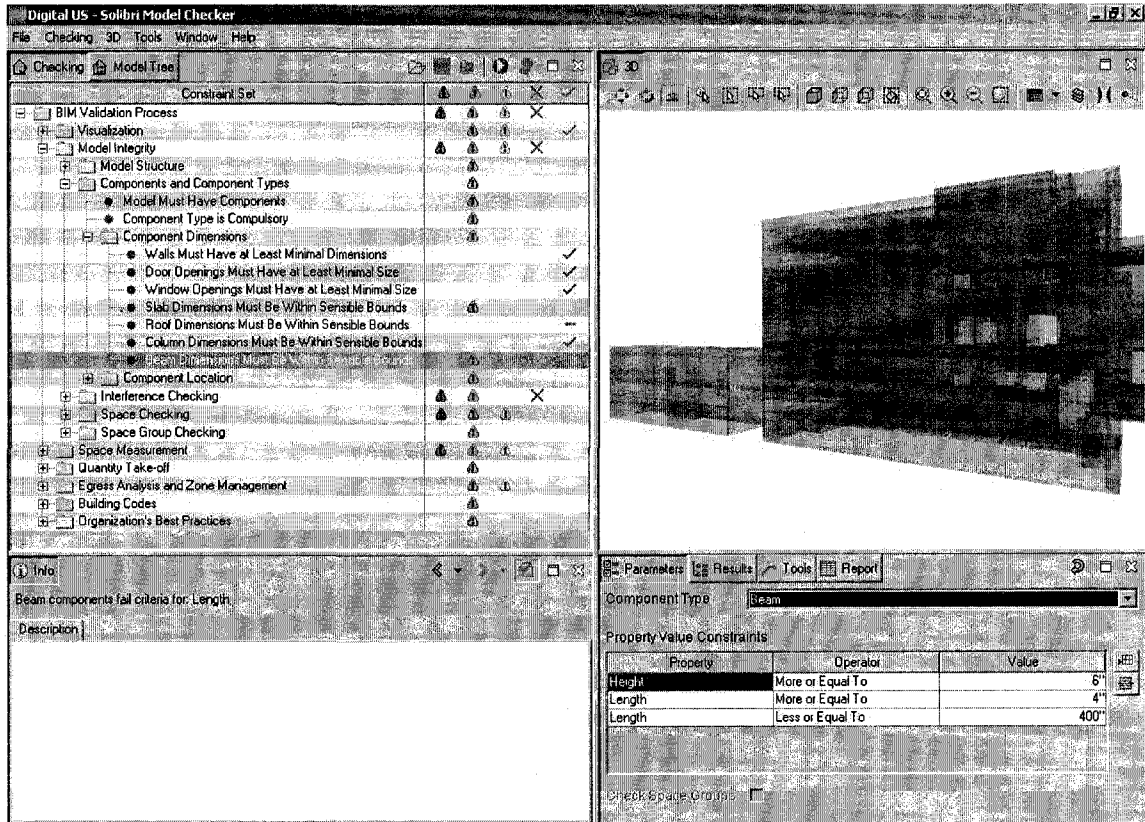 Digital US - Solibri Model Checker
File Checking 3D Tools Window Help
Checking Model Tree
Constraint Set
BIM Validation Process
Visualization
Model Integrity
Model Structure
Components and Component Types
Model Must Have Components
Component Type is Compulsory
Component Dimensions
Walls Must Have at Least Minimal Dimensions
Door Openings Must Have at Least Minimal Size
Window Openings Must Have at Least Minimal Size
Slab Dimensions Must Be Within Sensible Bounds
Roof Dimensions Must Be Within Sensible Bounds
Column Dimensions Must Be Within Sensible Bounds
Beam Dimensions Must Be Within Sensible Bounds
Component Location
Interference Checking
Space Checking
Space Group Checking
Space Measurement
Quantity Take-off
Egress Analysis and Zone Management
Building Codes
Organization's Best Practices
3D
Info
Beam components fail criteria for: Length
Description
Parameters Results Tools Report
Component Type Beam
Property Value Constraints
Property Operator Value
Height More or Equal To 6"
Length More or Equal To 4"
Length Less or Equal To 400"
Check Space Groups